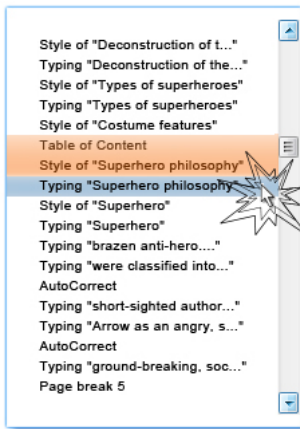 Style of "Deconstruction of t..."
Typing "Deconstruction of the..."
Style of "Types of superheroes"
Typing "Types of superheroes"
Style of "Costume features"
Table of Content
Style of "Superhero philosophy"
Typing "Superhero philosophy"
Style of "Superhero"
Typing "Superhero"
Typing "brazen anti-hero...."
Typing "were classified into..."
AutoCorrect
Typing "short-sighted author..."
Typing "Arrow as an angry, s..."
AutoCorrect
Typing "ground-breaking, soc..."
Page break 5